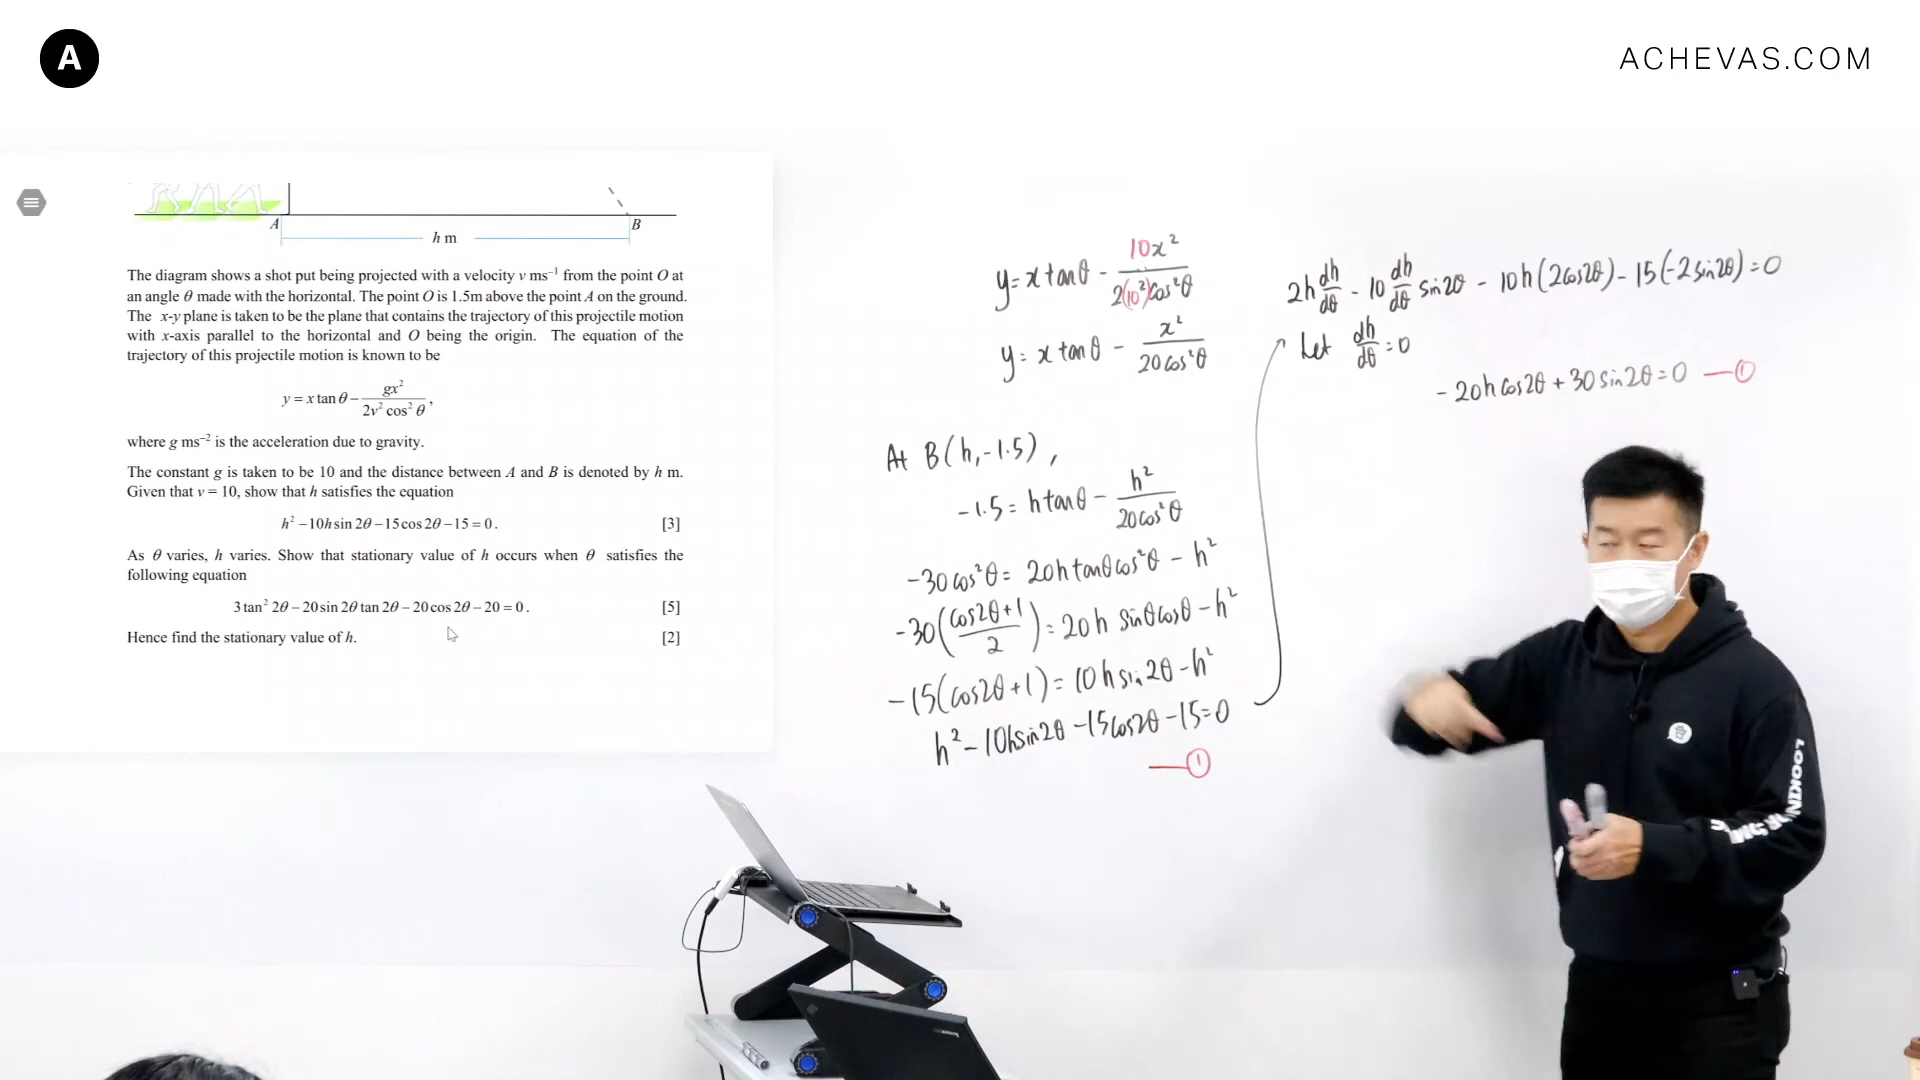 A
ACHEVAS.COM
A
B
h m
The diagram shows a shot put being projected with a velocity v ms⁻¹ from the point O at
an angle θ made with the horizontal. The point O is 1.5m above the point A on the ground.
The x-y plane is taken to be the plane that contains the trajectory of this projectile motion
with x-axis parallel to the horizontal and O being the origin. The equation of the
trajectory of this projectile motion is known to be
y = x tan θ − gx² / 2v² cos² θ ,
where g ms⁻² is the acceleration due to gravity.
The constant g is taken to be 10 and the distance between A and B is denoted by h m.
Given that v = 10, show that h satisfies the equation
h² −10h sin 2θ −15 cos 2θ −15 = 0 . [3]
As θ varies, h varies. Show that stationary value of h occurs when θ satisfies the
following equation
3 tan² 2θ − 20 sin 2θ tan 2θ − 20 cos 2θ − 20 = 0 . [5]
Hence find the stationary value of h. [2]
y = x tanθ − 10x² / 2(10²)cos²θ
y = x tanθ − x² / 20cos²θ
At B(h,-1.5) ,
-1.5 = h tanθ − h² / 20cos²θ
-30cos²θ = 20h tanθcos²θ − h²
-30(cos2θ+1 / 2) = 20h sinθcosθ − h²
-15(cos2θ+1) = 10h sin2θ − h²
h² − 10hsin2θ − 15cos2θ − 15 = 0
—①
2h dh/dθ − 10 dh/dθ sin2θ − 10h(2cos2θ) − 15(-2sin2θ) = 0
Let dh/dθ = 0
-20h cos2θ + 30 sin2θ = 0 —①
LOOKIN